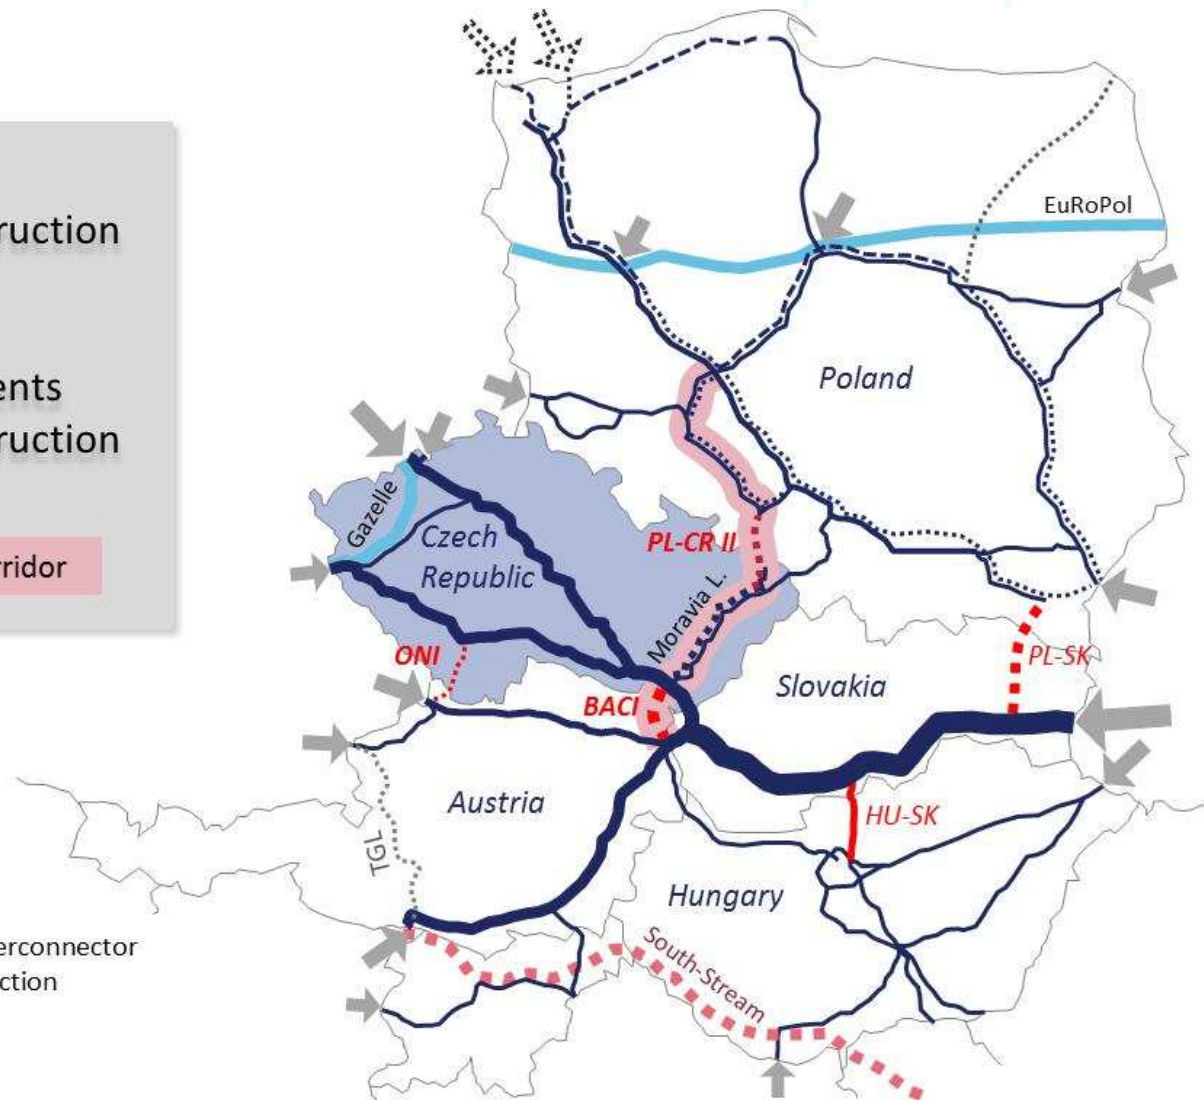 ruction
ents
ruction
rridor
erconnector
ction
EuRoPol
Poland
Gazelle
Czech
Republic
PL-CR II
Moravia L.
ONI
BACI
Slovakia
PL-SK
Austria
TGL
HU-SK
Hungary
South-Stream